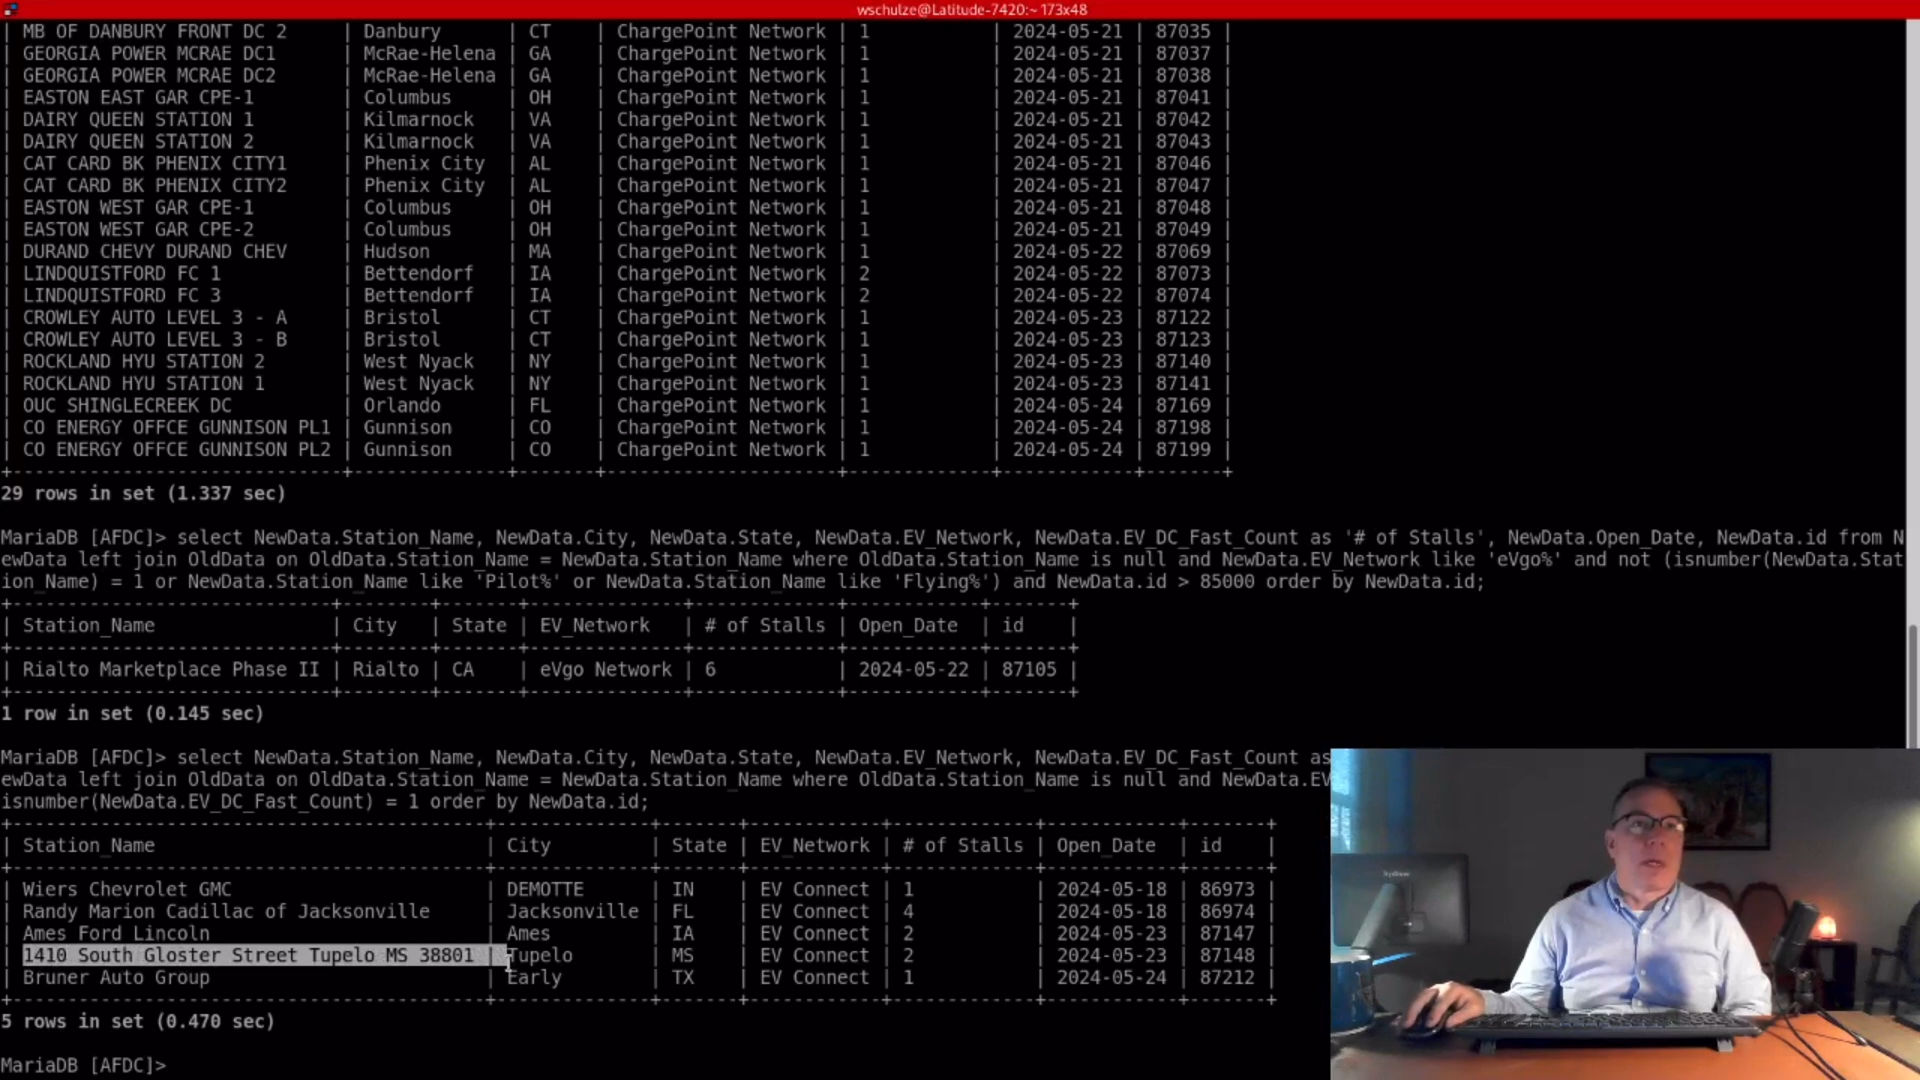 wschulze@Latitude-7420:~ 173x48
| MB OF DANBURY FRONT DC 2 | Danbury | CT | ChargePoint Network | 1 | 2024-05-21 | 87035 |
| GEORGIA POWER MCRAE DC1 | McRae-Helena | GA | ChargePoint Network | 1 | 2024-05-21 | 87037 |
| GEORGIA POWER MCRAE DC2 | McRae-Helena | GA | ChargePoint Network | 1 | 2024-05-21 | 87038 |
| EASTON EAST GAR CPE-1 | Columbus | OH | ChargePoint Network | 1 | 2024-05-21 | 87041 |
| DAIRY QUEEN STATION 1 | Kilmarnock | VA | ChargePoint Network | 1 | 2024-05-21 | 87042 |
| DAIRY QUEEN STATION 2 | Kilmarnock | VA | ChargePoint Network | 1 | 2024-05-21 | 87043 |
| CAT CARD BK PHENIX CITY1 | Phenix City | AL | ChargePoint Network | 1 | 2024-05-21 | 87046 |
| CAT CARD BK PHENIX CITY2 | Phenix City | AL | ChargePoint Network | 1 | 2024-05-21 | 87047 |
| EASTON WEST GAR CPE-1 | Columbus | OH | ChargePoint Network | 1 | 2024-05-21 | 87048 |
| EASTON WEST GAR CPE-2 | Columbus | OH | ChargePoint Network | 1 | 2024-05-21 | 87049 |
| DURAND CHEVY DURAND CHEV | Hudson | MA | ChargePoint Network | 1 | 2024-05-22 | 87069 |
| LINDQUISTFORD FC 1 | Bettendorf | IA | ChargePoint Network | 2 | 2024-05-22 | 87073 |
| LINDQUISTFORD FC 3 | Bettendorf | IA | ChargePoint Network | 2 | 2024-05-22 | 87074 |
| CROWLEY AUTO LEVEL 3 - A | Bristol | CT | ChargePoint Network | 1 | 2024-05-23 | 87122 |
| CROWLEY AUTO LEVEL 3 - B | Bristol | CT | ChargePoint Network | 1 | 2024-05-23 | 87123 |
| ROCKLAND HYU STATION 2 | West Nyack | NY | ChargePoint Network | 1 | 2024-05-23 | 87140 |
| ROCKLAND HYU STATION 1 | West Nyack | NY | ChargePoint Network | 1 | 2024-05-23 | 87141 |
| OUC SHINGLECREEK DC | Orlando | FL | ChargePoint Network | 1 | 2024-05-24 | 87169 |
| CO ENERGY OFFCE GUNNISON PL1 | Gunnison | CO | ChargePoint Network | 1 | 2024-05-24 | 87198 |
| CO ENERGY OFFCE GUNNISON PL2 | Gunnison | CO | ChargePoint Network | 1 | 2024-05-24 | 87199 |
29 rows in set (1.337 sec)
MariaDB [AFDC]> select NewData.Station_Name, NewData.City, NewData.State, NewData.EV_Network, NewData.EV_DC_Fast_Count as '# of Stalls', NewData.Open_Date, NewData.id from N
ewData left join OldData on OldData.Station_Name = NewData.Station_Name where OldData.Station_Name is null and NewData.EV_Network like 'eVgo%' and not (isnumber(NewData.Stat
ion_Name) = 1 or NewData.Station_Name like 'Pilot%' or NewData.Station_Name like 'Flying%') and NewData.id > 85000 order by NewData.id;
| Station_Name | City | State | EV_Network | # of Stalls | Open_Date | id |
| Rialto Marketplace Phase II | Rialto | CA | eVgo Network | 6 | 2024-05-22 | 87105 |
1 row in set (0.145 sec)
MariaDB [AFDC]> select NewData.Station_Name, NewData.City, NewData.State, NewData.EV_Network, NewData.EV_DC_Fast_Count as
ewData left join OldData on OldData.Station_Name = NewData.Station_Name where OldData.Station_Name is null and NewData.EV
isnumber(NewData.EV_DC_Fast_Count) = 1 order by NewData.id;
| Station_Name | City | State | EV_Network | # of Stalls | Open_Date | id |
| Wiers Chevrolet GMC | DEMOTTE | IN | EV Connect | 1 | 2024-05-18 | 86973 |
| Randy Marion Cadillac of Jacksonville | Jacksonville | FL | EV Connect | 4 | 2024-05-18 | 86974 |
| Ames Ford Lincoln | Ames | IA | EV Connect | 2 | 2024-05-23 | 87147 |
| 1410 South Gloster Street Tupelo MS 38801 | Tupelo | MS | EV Connect | 2 | 2024-05-23 | 87148 |
| Bruner Auto Group | Early | TX | EV Connect | 1 | 2024-05-24 | 87212 |
5 rows in set (0.470 sec)
MariaDB [AFDC]>